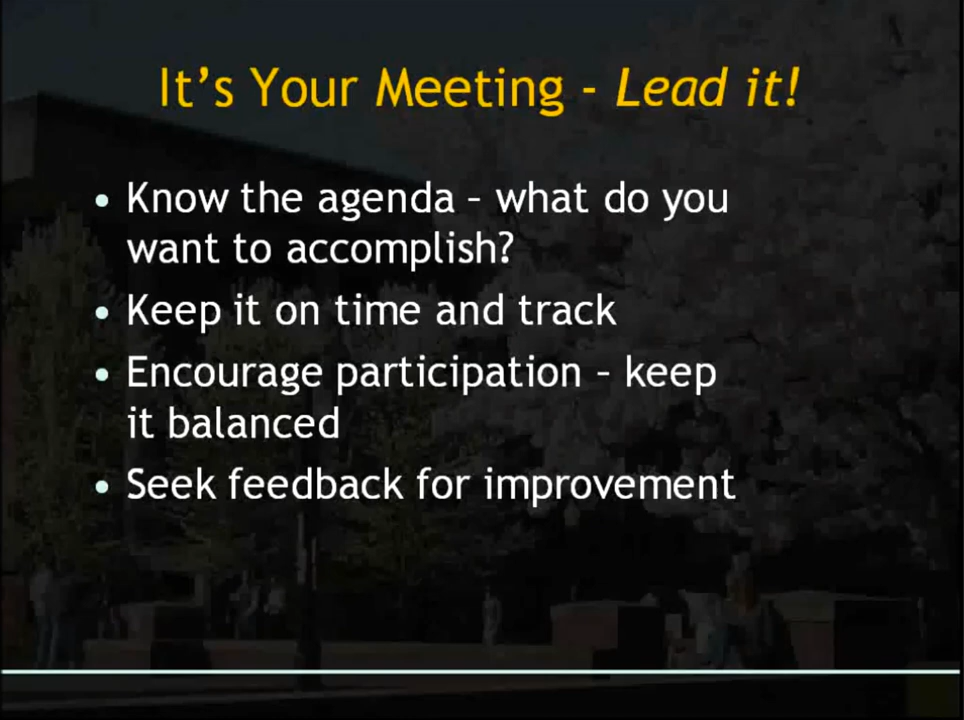 It's Your Meeting - Lead it!
• Know the agenda – what do you
want to accomplish?
• Keep it on time and track
• Encourage participation – keep
it balanced
• Seek feedback for improvement